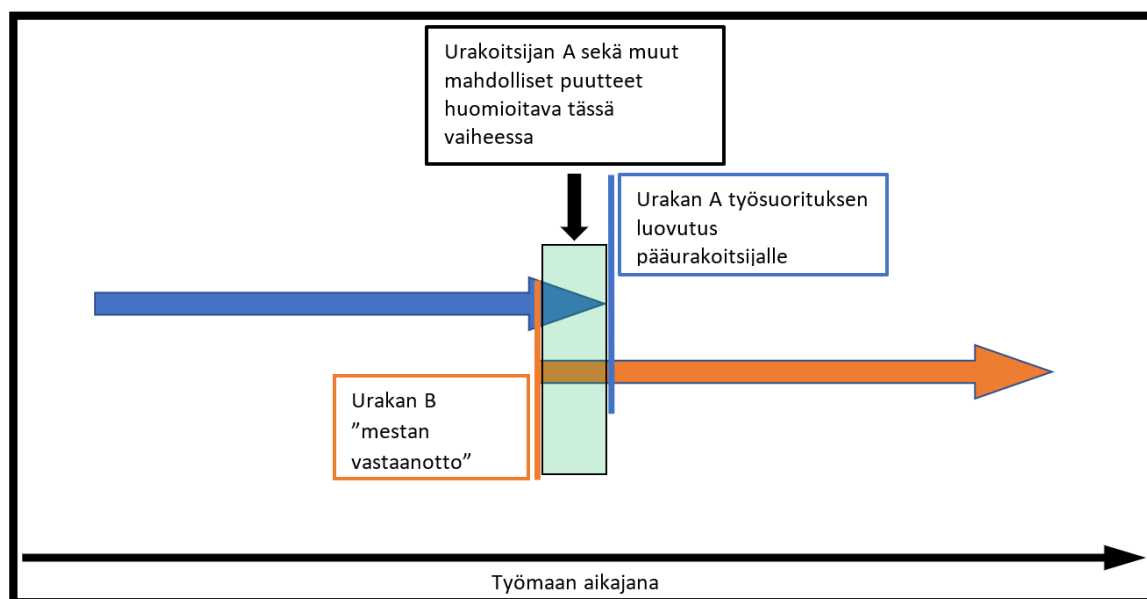 Urakoitsijan A sekä muut
mahdolliset puutteet
huomioitava tässä
vaiheessa
Urakan A työsuorituksen
luovutus
pääurakoitsijalle
Urakan B
”mestan
vastaanotto”
Työmaan aikajana